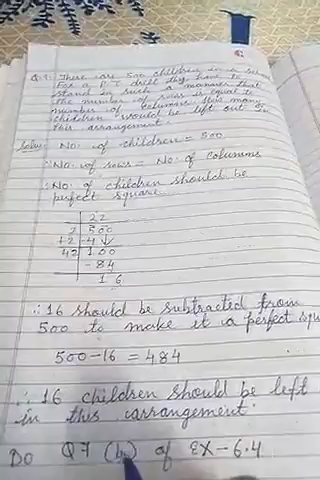 Q.9: There are 500 children in a school
For a P T drill they have to
stand in such a manner that
the number of rows is equal to
number of columns. How many
children would be left out in
this arrangement.
Solu: No. of children = 500
∵ No. of rows = No. of columns
∴ No. of children should be
perfect square
22
2 500
+2 -4↓
42 100
-84
16
∴ 16 should be subtracted from
500 to make it a perfect squ
500-16 = 484
∴ 16 children should be left
in this arrangement
DO Q7 (b) of EX-6.4